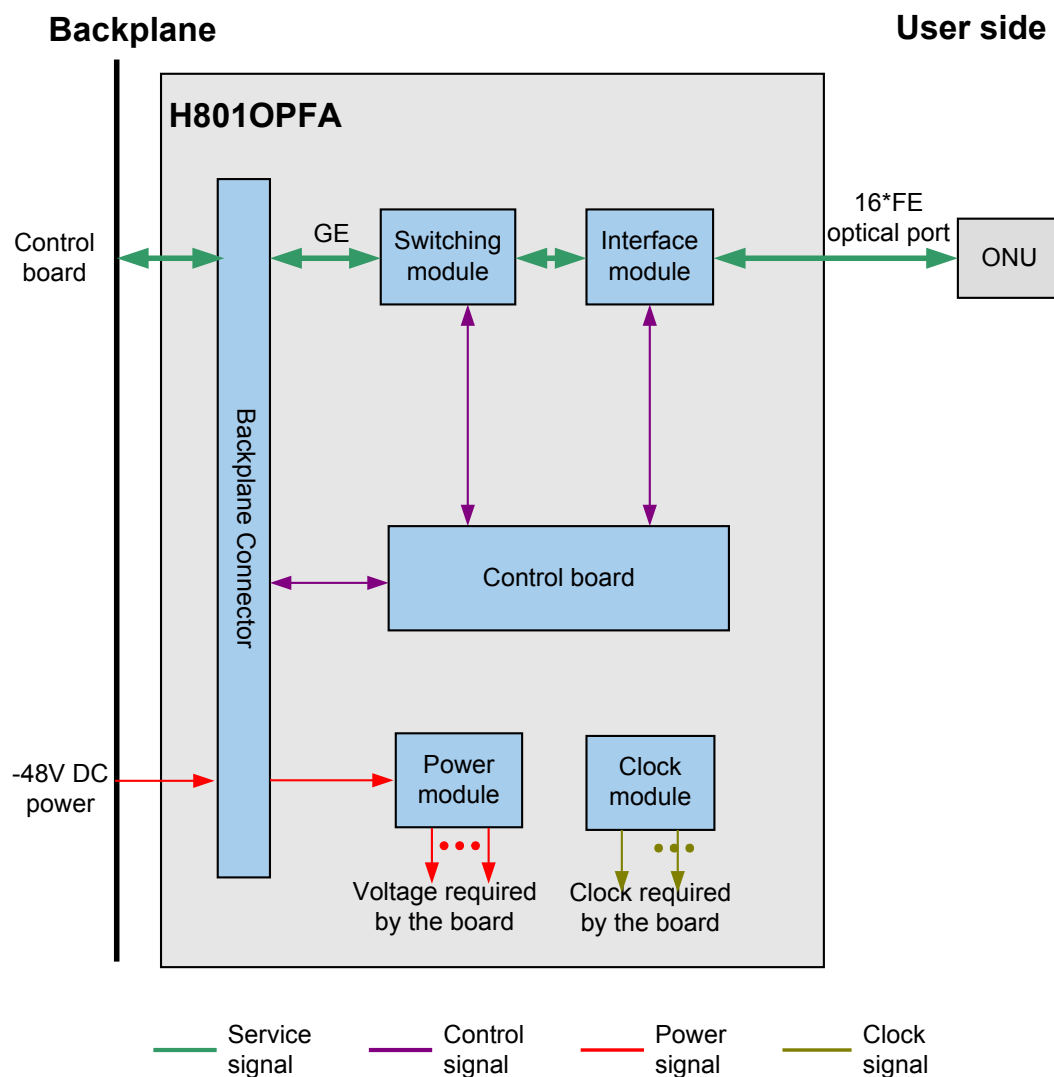 Backplane
User side
H801OPFA
16*FE
optical port
Control
board
GE
Switching
module
Interface
module
ONU
Backplane Connector
Control board
-48V DC
power
Power
module
Clock
module
Voltage required
by the board
Clock required
by the board
Service
signal
Control
signal
Power
signal
Clock
signal